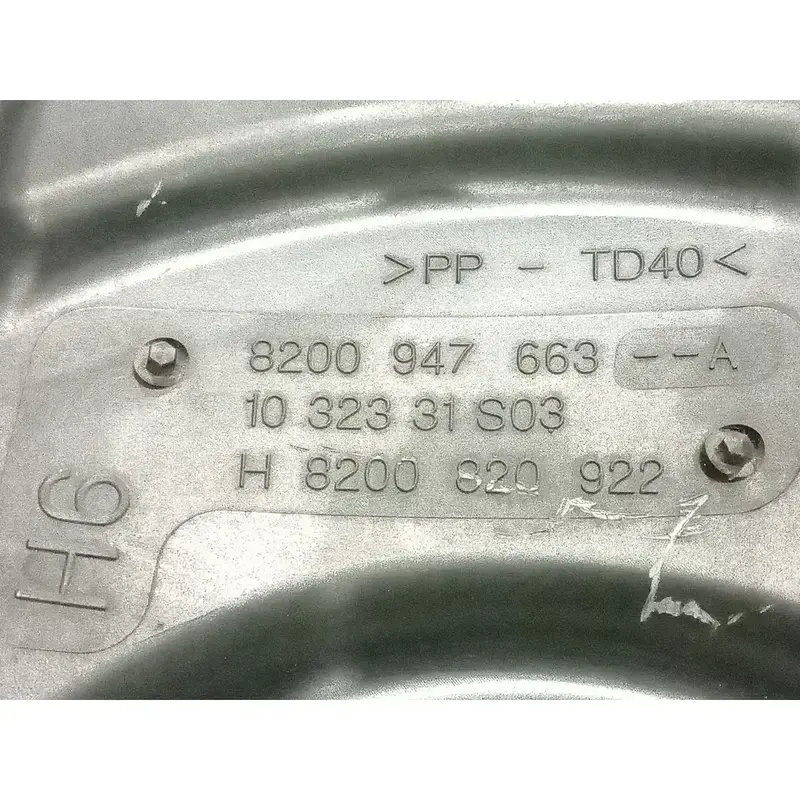 >PP - TD40<
8200 947 663 --A
10 323 31 S03
H 8200 820 922
H6